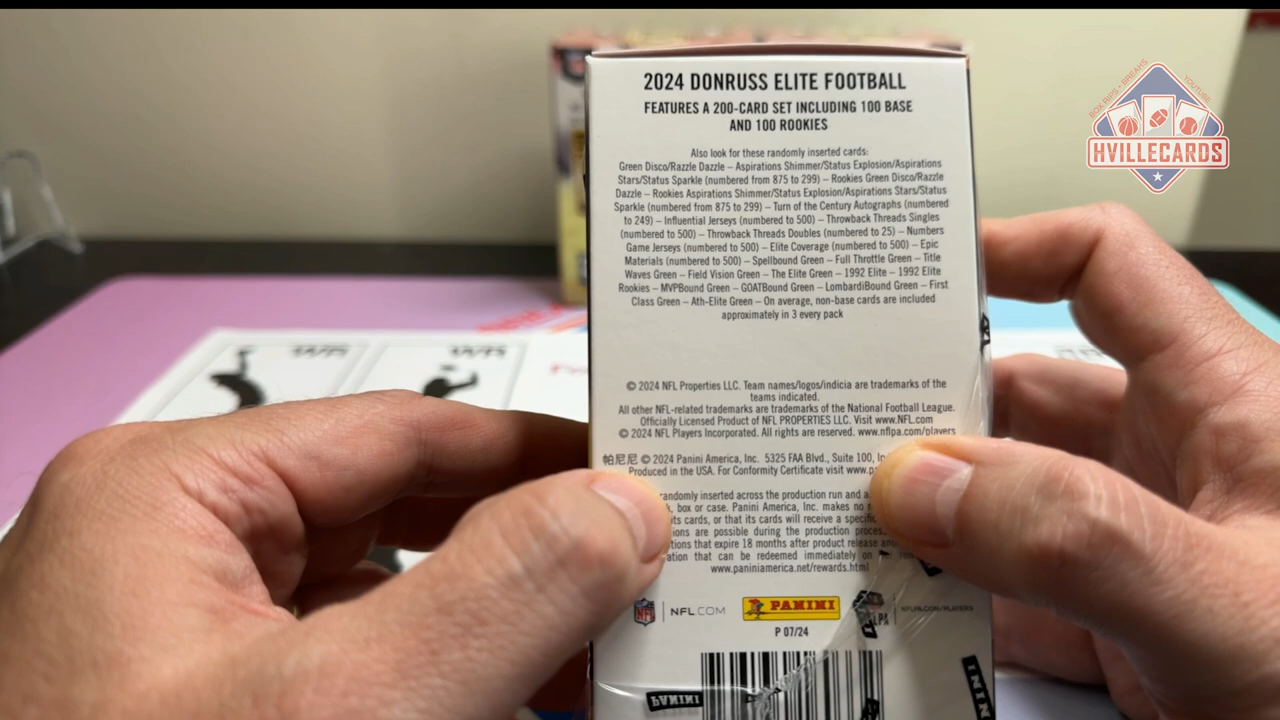 2024 DONRUSS ELITE FOOTBALL
FEATURES A 200-CARD SET INCLUDING 100 BASE
AND 100 ROOKIES
Also look for these randomly inserted cards:
Green Disco/Razzle Dazzle – Aspirations Shimmer/Status Explosion/Aspirations
Stars/Status Sparkle (numbered from 875 to 299) – Rookies Green Disco/Razzle
Dazzle – Rookies Aspirations Shimmer/Status Explosion/Aspirations Stars/Status
Sparkle (numbered from 875 to 299) – Turn of the Century Autographs (numbered
to 249) – Influential Jerseys (numbered to 500) – Throwback Threads Singles
(numbered to 500) – Throwback Threads Doubles (numbered to 25) – Numbers
Game Jerseys (numbered to 500) – Elite Coverage (numbered to 500) – Epic
Materials (numbered to 500) – Spellbound Green – Full Throttle Green – Title
Waves Green – Field Vision Green – The Elite Green – 1992 Elite – 1992 Elite
Rookies – MVPBound Green – GOATBound Green – LombardiBound Green – First
Class Green – Ath-Elite Green – On average, non-base cards are included
approximately in 3 every pack
© 2024 NFL Properties LLC. Team names/logos/indicia are trademarks of the
teams indicated.
All other NFL-related trademarks are trademarks of the National Football League.
Officially Licensed Product of NFL PROPERTIES LLC. Visit www.NFL.com
© 2024 NFL Players Incorporated. All rights are reserved. www.nflpa.com/players
帕尼尼 © 2024 Panini America, Inc. 5325 FAA Blvd., Suite 100,
Produced in the USA. For Conformity Certificate visit
randomly inserted across the production run and
box or case. Panini America, Inc. makes no
its cards, or that its cards will receive a specific
are possible during the production process.
that expire 18 months after product release
that can be redeemed immediately on
www.paniniamerica.net/rewards.html
NFL
NFL.COM
PANINI
NFLPA.COM/PLAYERS
P 07/24
PANINI
BOX RIPS • BREAKS
YOUTUBE
HVILLECARDS